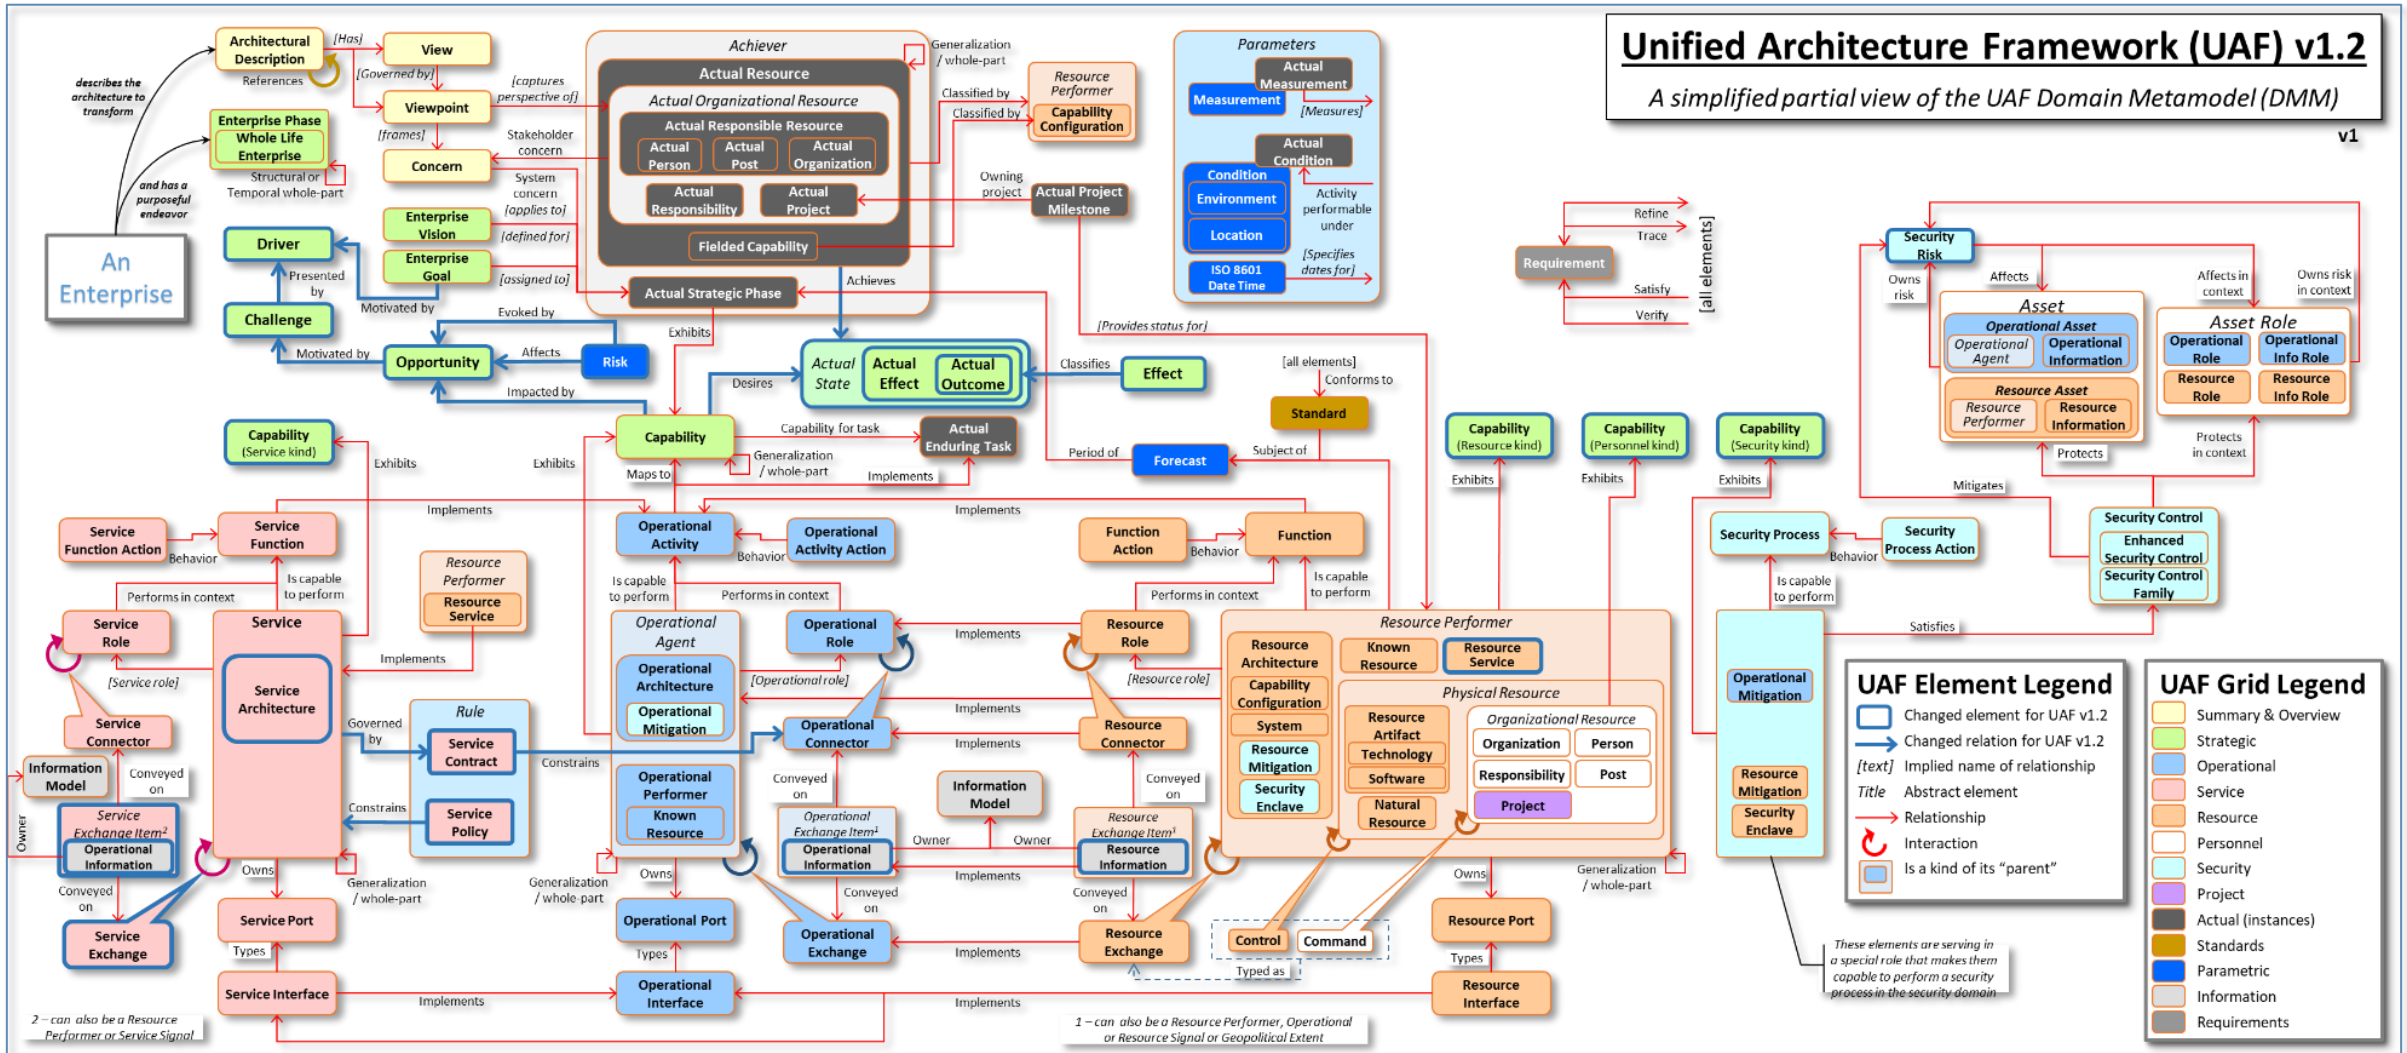 Unified Architecture Framework (UAF) v1.2
A simplified partial view of the UAF Domain Metamodel (DMM)
v1
Architectural
Description
References
[Has]
View
[Governed by]
Viewpoint
[frames]
Concern
[captures
perspective of]
Stakeholder
concern
System
concern
describes the
architecture to
transform
Enterprise Phase
Whole Life
Enterprise
Structural or
Temporal whole-part
and has a
purposeful
endeavor
An
Enterprise
Enterprise
Vision
[applies to]
[defined for]
Enterprise
Goal
[assigned to]
Driver
Presented
by
Motivated by
Challenge
Motivated by
Opportunity
Evoked by
Affects
Risk
Impacted by
Achiever
Actual Resource
Actual Organizational Resource
Actual Responsible Resource
Actual
Person
Actual
Post
Actual
Organization
Actual
Responsibility
Actual
Project
Fielded Capability
Actual Strategic Phase
Generalization
/ whole-part
Classified by
Classified by
Resource
Performer
Capability
Configuration
Owning
project
Actual Project
Milestone
Achieves
Exhibits
[Provides status for]
Actual
State
Actual
Effect
Actual
Outcome
Classifies
Effect
Desires
Parameters
Actual
Measurement
Measurement
[Measures]
Actual
Condition
Condition
Environment
Location
Activity
performable
under
ISO 8601
Date Time
[Specifies
dates for]
Requirement
Refine
Trace
Satisfy
Verify
[all elements]
Security
Risk
Owns
risk
Affects
Affects in
context
Owns risk
in context
Asset
Operational Asset
Operational
Agent
Operational
Information
Resource Asset
Resource
Performer
Resource
Information
Asset Role
Operational
Role
Operational
Info Role
Resource
Role
Resource
Info Role
Protects
Protects
in context
Mitigates
[all elements]
Conforms to
Standard
Subject of
Forecast
Period of
Capability
(Service kind)
Exhibits
Exhibits
Capability
Capability for task
Actual
Enduring Task
Generalization
/ whole-part
Maps to
Implements
Capability
(Resource kind)
Exhibits
Capability
(Personnel kind)
Exhibits
Capability
(Security kind)
Exhibits
Service
Function Action
Behavior
Service
Function
Implements
Operational
Activity
Behavior
Operational
Activity Action
Implements
Function
Action
Behavior
Function
Security Process
Behavior
Security
Process Action
Security Control
Enhanced
Security Control
Security Control
Family
Is capable
to perform
Satisfies
Performs in context
Is capable
to perform
Resource
Performer
Resource
Service
Implements
Service
Role
[Service role]
Service
Service
Architecture
Service
Connector
Information
Model
Conveyed
on
Owner
Service
Exchange Item²
Operational
Information
Conveyed
on
Service
Exchange
Governed
by
Rule
Service
Contract
Constrains
Constrains
Service
Policy
Owns
Generalization
/ whole-part
Service Port
Types
Service Interface
Implements
2 – can also be a Resource
Performer or Service Signal
Is capable
to perform
Performs in context
Operational
Agent
Operational
Architecture
Operational
Mitigation
Operational
Performer
Known
Resource
Operational
Role
[Operational role]
Operational
Connector
Conveyed
on
Operational
Exchange Item¹
Operational
Information
Conveyed
on
Operational
Exchange
Generalization
/ whole-part
Owns
Operational Port
Types
Operational
Interface
Implements
Implements
Implements
Implements
Information
Model
Owner
Owner
Implements
Implements
Implements
Performs in context
Is capable
to perform
Resource
Role
[Resource role]
Resource
Connector
Conveyed
on
Resource
Exchange Item¹
Resource
Information
Conveyed
on
Resource
Exchange
Resource Performer
Resource
Architecture
Capability
Configuration
System
Resource
Mitigation
Security
Enclave
Known
Resource
Resource
Service
Physical Resource
Resource
Artifact
Technology
Software
Natural
Resource
Organizational Resource
Organization
Person
Responsibility
Post
Project
Control
Command
Typed as
Owns
Generalization
/ whole-part
Resource Port
Types
Resource
Interface
1 – can also be a Resource Performer, Operational
or Resource Signal or Geopolitical Extent
Operational
Mitigation
Resource
Mitigation
Security
Enclave
These elements are serving in
a special role that makes them
capable to perform a security
process in the security domain
UAF Element Legend
Changed element for UAF v1.2
Changed relation for UAF v1.2
[text] Implied name of relationship
Title Abstract element
Relationship
Interaction
Is a kind of its “parent”
UAF Grid Legend
Summary & Overview
Strategic
Operational
Service
Resource
Personnel
Security
Project
Actual (instances)
Standards
Parametric
Information
Requirements